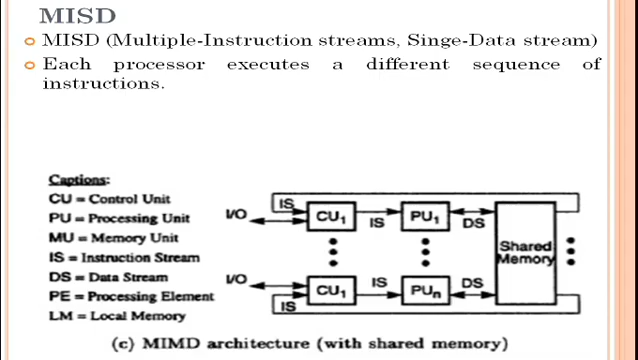 MISD
MISD (Multiple-Instruction streams, Singe-Data stream)
Each processor executes a different sequence of
instructions.
Captions:
CU = Control Unit
PU = Processing Unit
MU = Memory Unit
IS = Instruction Stream
DS = Data Stream
PE = Processing Element
LM = Local Memory
IS
I/O
CU1
IS
PU1
DS
Shared
Memory
I/O
CU1
IS
PUn
DS
IS
(c) MIMD architecture (with shared memory)